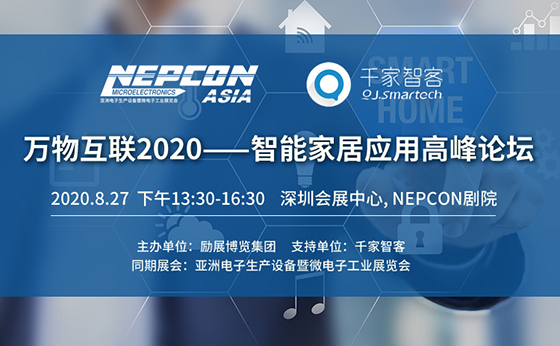 NEPCON
MICROELECTRONICS
ASIA
亚洲电子生产设备暨微电子工业展览会
千家智客
QJ.smartech
SMART
HOME
万物互联2020——智能家居应用高峰论坛
2020.8.27 下午13:30-16:30 深圳会展中心, NEPCON剧院
主办单位：励展博览集团 支持单位：千家智客
同期展会：亚洲电子生产设备暨微电子工业展览会